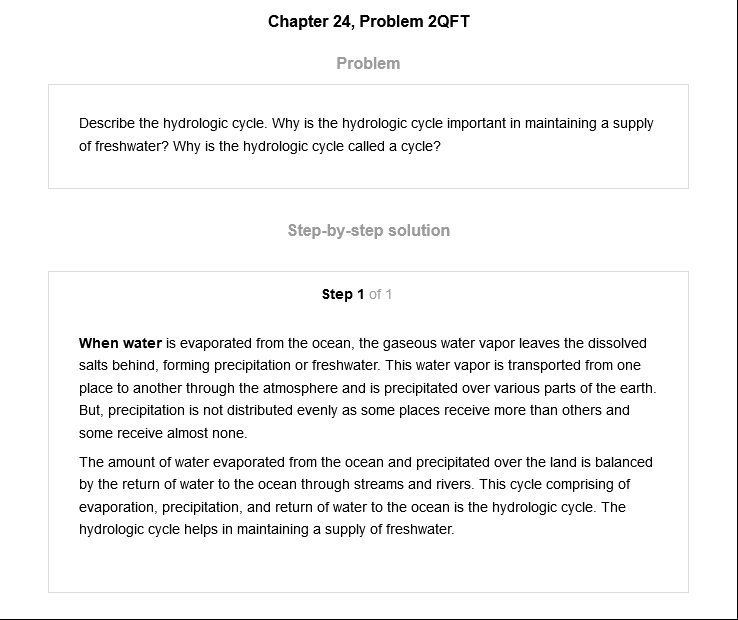 Chapter 24, Problem 2QFT
Problem
Describe the hydrologic cycle. Why is the hydrologic cycle important in maintaining a supply
of freshwater? Why is the hydrologic cycle called a cycle?
Step-by-step solution
Step 1 of 1
When water is evaporated from the ocean, the gaseous water vapor leaves the dissolved
salts behind, forming precipitation or freshwater. This water vapor is transported from one
place to another through the atmosphere and is precipitated over various parts of the earth.
But, precipitation is not distributed evenly as some places receive more than others and
some receive almost none.
The amount of water evaporated from the ocean and precipitated over the land is balanced
by the return of water to the ocean through streams and rivers. This cycle comprising of
evaporation, precipitation, and return of water to the ocean is the hydrologic cycle. The
hydrologic cycle helps in maintaining a supply of freshwater.